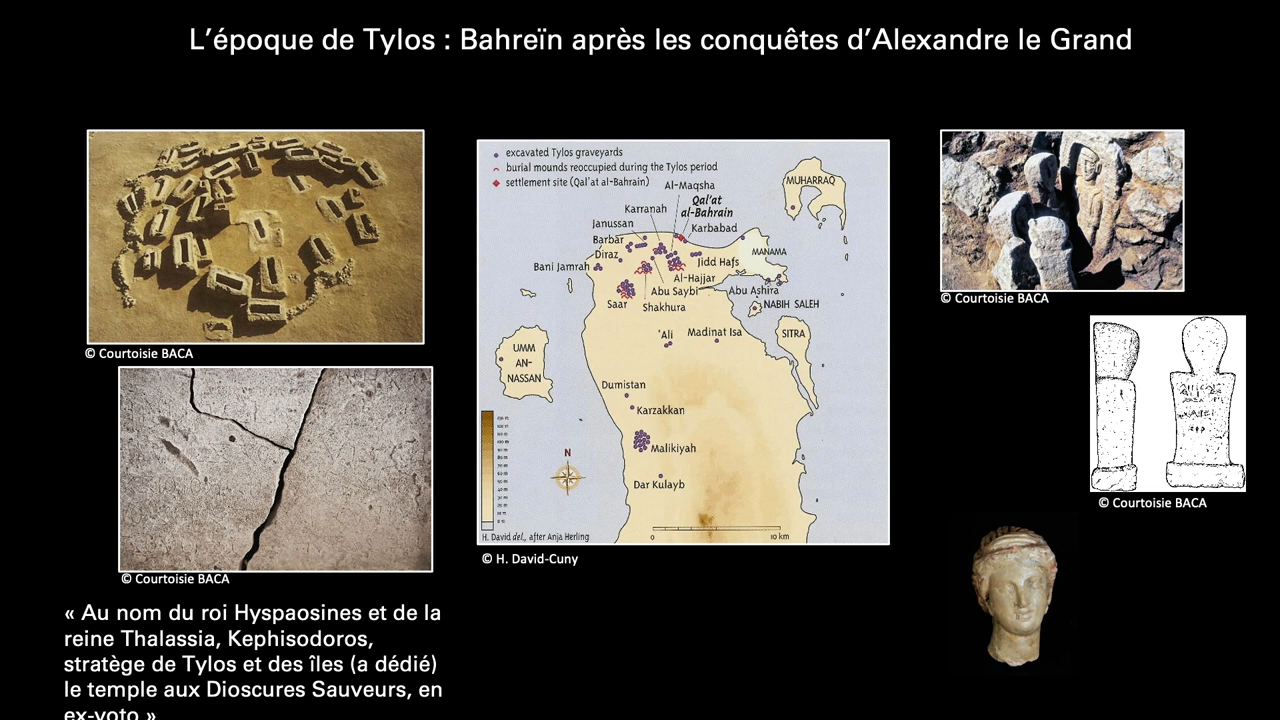 L'époque de Tylos : Bahreïn après les conquêtes d'Alexandre le Grand
© Courtoisie BACA
© Courtoisie BACA
« Au nom du roi Hyspaosines et de la
reine Thalassia, Kephisodoros,
stratège de Tylos et des îles (a dédié)
le temple aux Dioscures Sauveurs, en
ex-voto »
excavated Tylos graveyards
burial mounds reoccupied during the Tylos period
settlement site (Qal'at al-Bahrain)
Al-Maqsha
MUHARRAQ
Qal'at
al-Bahrain
Karranah
Janussan
Karbabad
Barbar
Diraz
MANAMA
Bani Jamrah
Jidd Hafs
Al-Hajjar
Abu Saybi
Abu Ashira
Saar
Shakhura
NABIH SALEH
'Ali
Madinat Isa
SITRA
UMM
AN-
NASSAN
Dumistan
Karzakkan
Malikiyah
N
Dar Kulayb
H. David del., after Anja Herling
0
10 km
© H. David-Cuny
© Courtoisie BACA
© Courtoisie BACA